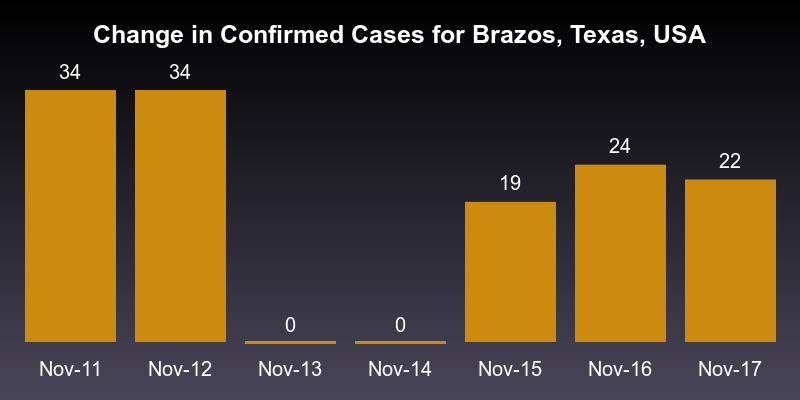 Change in Confirmed Cases for Brazos, Texas, USA
34 34 0 0 19 24 22
Nov-11 Nov-12 Nov-13 Nov-14 Nov-15 Nov-16 Nov-17